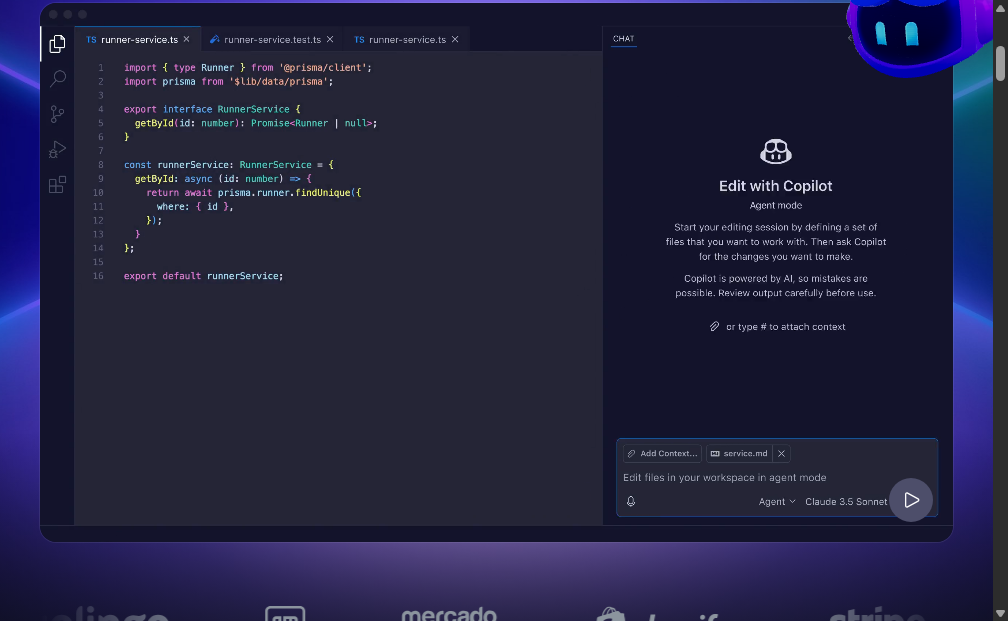 TS runner-service.ts
runner-service.test.ts
TS runner-service.ts
1 import { type Runner } from '@prisma/client';
2 import prisma from '$lib/data/prisma';
3
4 export interface RunnerService {
5 getById(id: number): Promise<Runner | null>;
6 }
7
8 const runnerService: RunnerService = {
9 getById: async (id: number) => {
10 return await prisma.runner.findUnique({
11 where: { id },
12 });
13 }
14 };
15
16 export default runnerService;
CHAT
Edit with Copilot
Agent mode
Start your editing session by defining a set of
files that you want to work with. Then ask Copilot
for the changes you want to make.
Copilot is powered by AI, so mistakes are
possible. Review output carefully before use.
or type # to attach context
Add Context...
service.md
Edit files in your workspace in agent mode
Agent
Claude 3.5 Sonnet
mercado